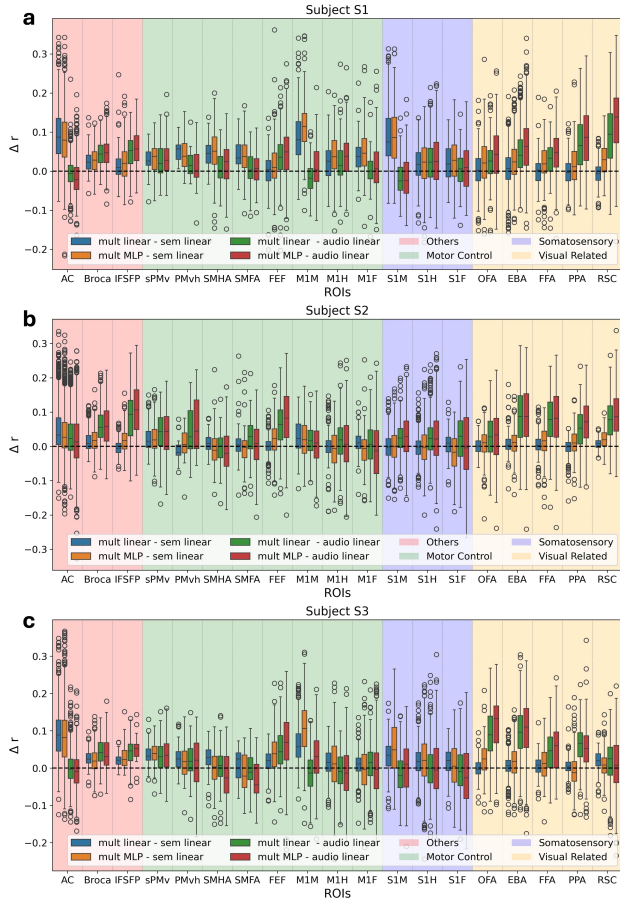 a
Subject S1
0.3
0.2
0.1
0.0
−0.1
−0.2
Δ r
mult linear - sem linear
mult MLP - sem linear
mult linear  - audio linear
mult MLP - audio linear
Others
Motor Control
Somatosensory
Visual Related
AC Broca IFSFP sPMv PMvh SMHA SMFA FEF M1M M1H M1F S1M S1H S1F OFA EBA FFA PPA RSC
ROIs
b
Subject S2
0.3
0.2
0.1
0.0
−0.1
−0.2
−0.3
Δ r
mult linear - sem linear
mult MLP - sem linear
mult linear  - audio linear
mult MLP - audio linear
Others
Motor Control
Somatosensory
Visual Related
AC Broca IFSFP sPMv PMvh SMHA SMFA FEF M1M M1H M1F S1M S1H S1F OFA EBA FFA PPA RSC
ROIs
c
Subject S3
0.3
0.2
0.1
0.0
−0.1
−0.2
Δ r
mult linear - sem linear
mult MLP - sem linear
mult linear  - audio linear
mult MLP - audio linear
Others
Motor Control
Somatosensory
Visual Related
AC Broca IFSFP sPMv PMvh SMHA SMFA FEF M1M M1H M1F S1M S1H S1F OFA EBA FFA PPA RSC
ROIs